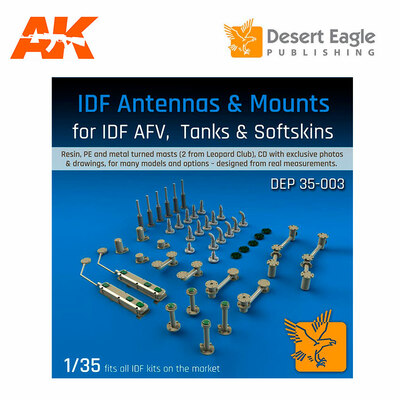 AK
Desert Eagle
PUBLISHING
IDF Antennas & Mounts
for IDF AFV, Tanks & Softskins
Resin, PE and metal turned masts (2 from Leopard Club), CD with exclusive photos
& drawings, for many models and options - designed from real measurements.
DEP 35-003
1/35 fits all IDF kits on the market